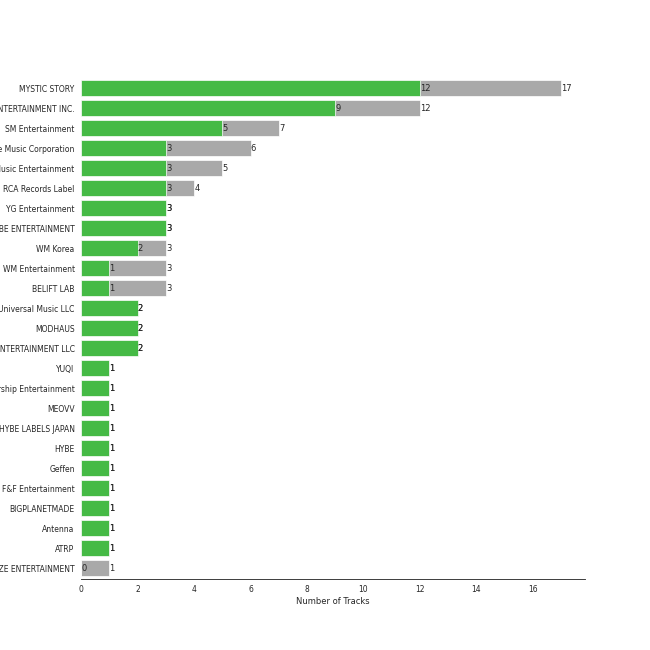 MYSTIC STORY 12 17
NTERTAINMENT INC. 9 12
SM Entertainment 5 7
e Music Corporation 3 6
usic Entertainment 3 5
RCA Records Label 3 4
YG Entertainment 3
BE ENTERTAINMENT 3
WM Korea 2 3
WM Entertainment 1 3
BELIFT LAB 1 3
Universal Music LLC 2
MODHAUS 2
NTERTAINMENT LLC 2
YUQI 1
rship Entertainment 1
MEOVV 1
HYBE LABELS JAPAN 1
HYBE 1
Geffen 1
F&F Entertainment 1
BIGPLANETMADE 1
Antenna 1
ATRP 1
ZE ENTERTAINMENT 0 1
0 2 4 6 8 10 12 14 16
Number of Tracks